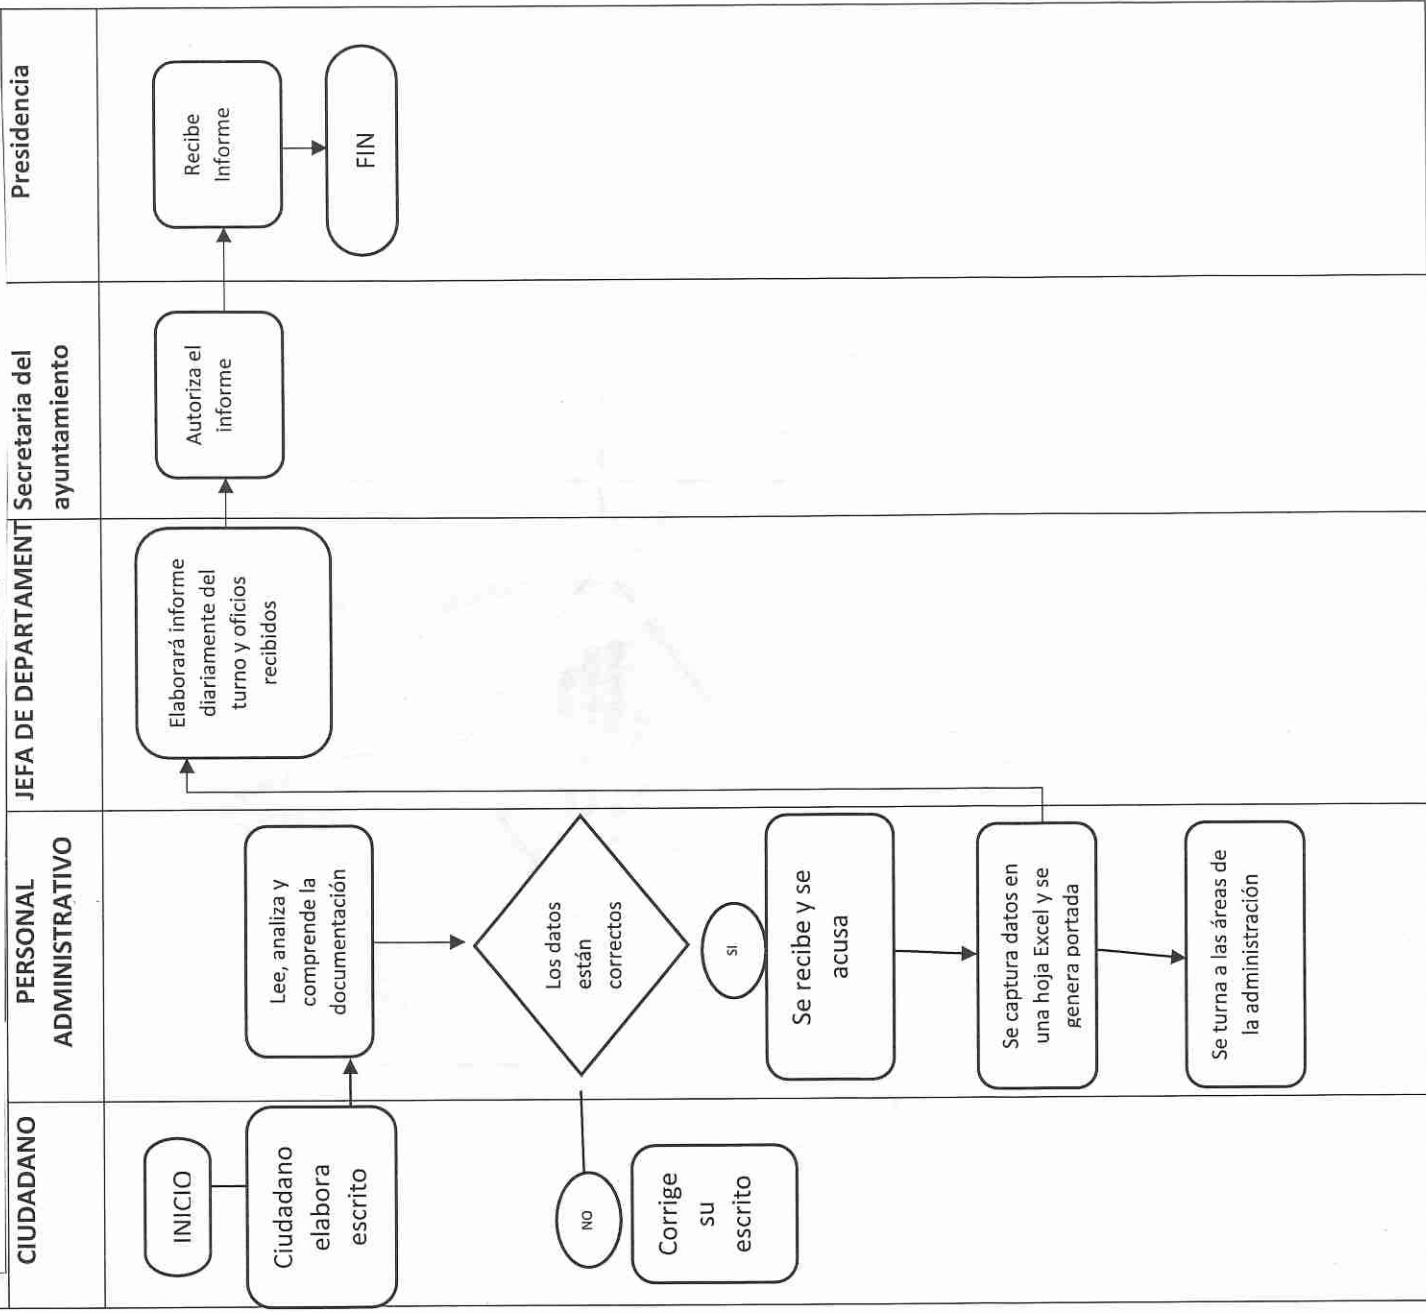 CIUDADANO
PERSONAL
ADMINISTRATIVO
JEFA DE DEPARTAMENT
Secretaria del
ayuntamiento
Presidencia
INICIO
Ciudadano
elabora
escrito
Lee, analiza y
comprende la
documentación
Los datos
están
correctos
NO
Corrige
su
escrito
SI
Se recibe y se
acusa
Se captura datos en
una hoja Excel y se
genera portada
Se turna a las áreas de
la administración
Elaborará informe
diariamente del
turno y oficios
recibidos
Autoriza el
informe
Recibe
Informe
FIN